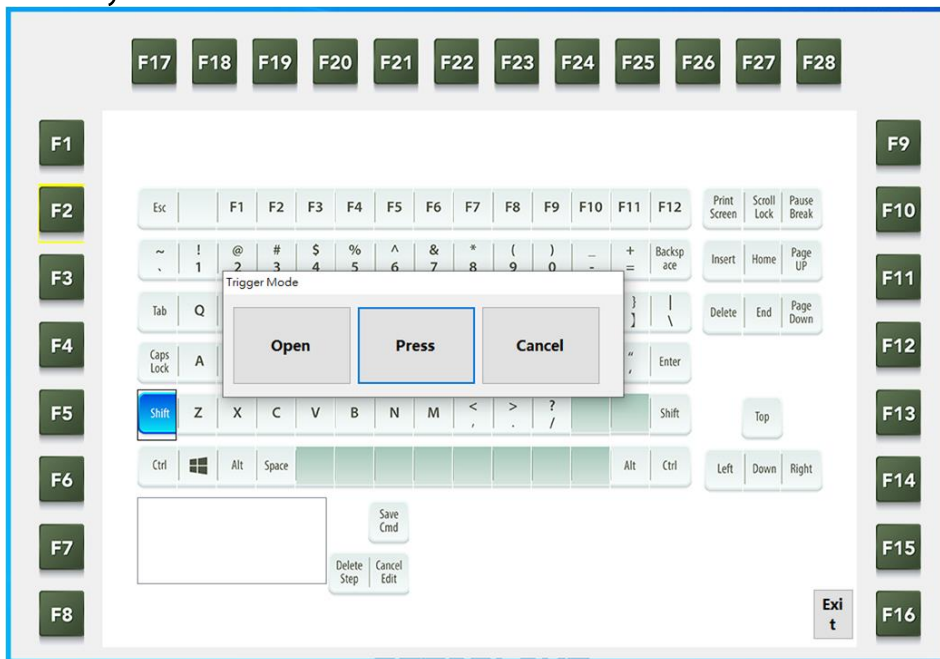 F17 F18 F19 F20 F21 F22 F23 F24 F25 F26 F27 F28
F1 F9
F2 Esc F1 F2 F3 F4 F5 F6 F7 F8 F9 F10 F11 F12 Print Screen Scroll Lock Pause Break F10
~ ! @ # $ % ^ & * ( ) _ + Backsp ace Insert Home Page UP
` 1 2 3 4 5 6 7 8 9 0 - =
F3 F11
Trigger Mode
Tab Q } | Delete End Page Down
] \
F4 Open Press Cancel F12
Caps Lock A " Enter
'
F5 Shift Z X C V B N M < > ? Shift Top F13
, . /
F6 Ctrl Alt Space Alt Ctrl Left Down Right F14
Save
Cmd
F7 F15
Delete Cancel
Step Edit
F8 Exi F16
t